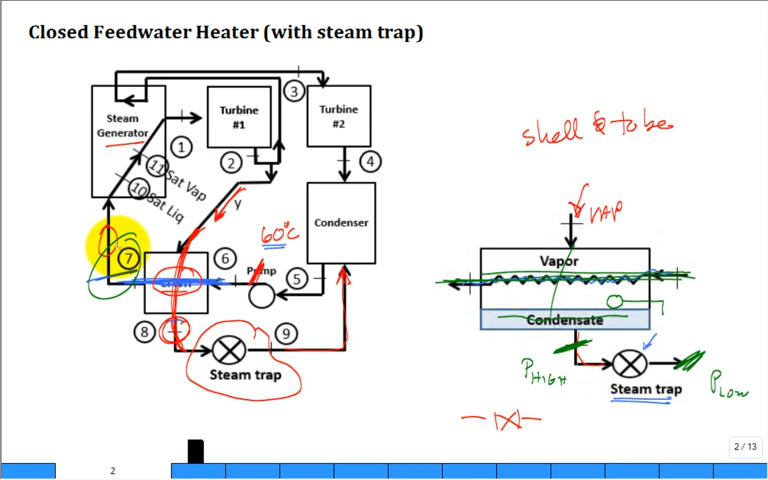 Closed Feedwater Heater (with steam trap)
Steam
Generator
Turbine
#1
3
Turbine
#2
1
2
4
11 Sat Vap
10 Sat Liq
y
Condenser
60°C
7
6
Pump
5
8
9
Steam trap
shell & tube
VAP
Vapor
Condensate
P HIGH
Steam trap
P LOW
2 / 13
2